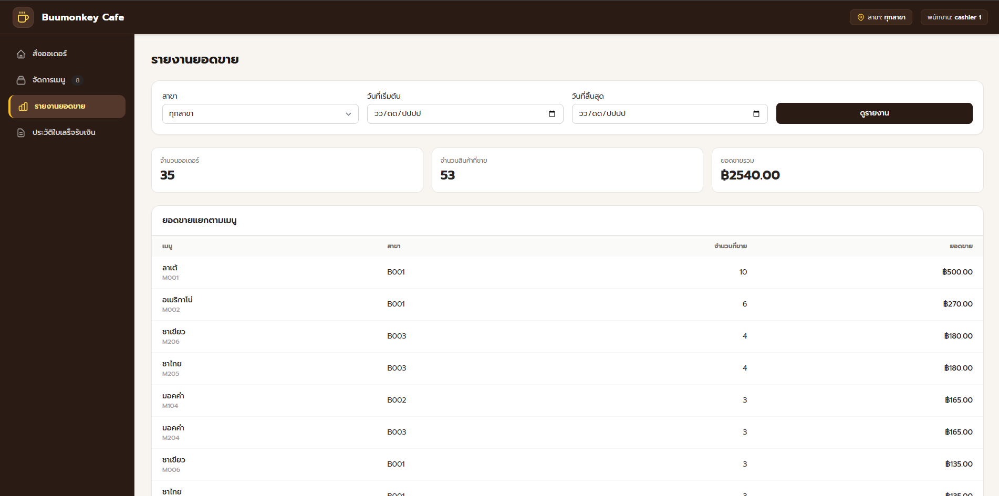 Buumonkey Cafe
สาขา: ทุกสาขา
พนักงาน: cashier 1
สั่งออเดอร์
จัดการเมนู 8
รายงานยอดขาย
ประวัติใบเสร็จรับเงิน
รายงานยอดขาย
สาขา วันที่เริ่มต้น วันที่สิ้นสุด
ทุกสาขา วว/ดด/ปปปป วว/ดด/ปปปป ดูรายงาน
จำนวนออเดอร์ จำนวนสินค้าที่ขาย ยอดขายรวม
35 53 ฿2540.00
ยอดขายแยกตามเมนู
เมนู สาขา จำนวนที่ขาย ยอดขาย
ลาเต้
M001
B001 10 ฿500.00
อเมริกาโน่
M002
B001 6 ฿270.00
ชาเขียว
M206
B003 4 ฿180.00
ชาไทย
M205
B003 4 ฿180.00
มอคค่า
M104
B002 3 ฿165.00
มอคค่า
M204
B003 3 ฿165.00
ชาเขียว
M006
B001 3 ฿135.00
ชาไทย
B001 3 ฿135.00